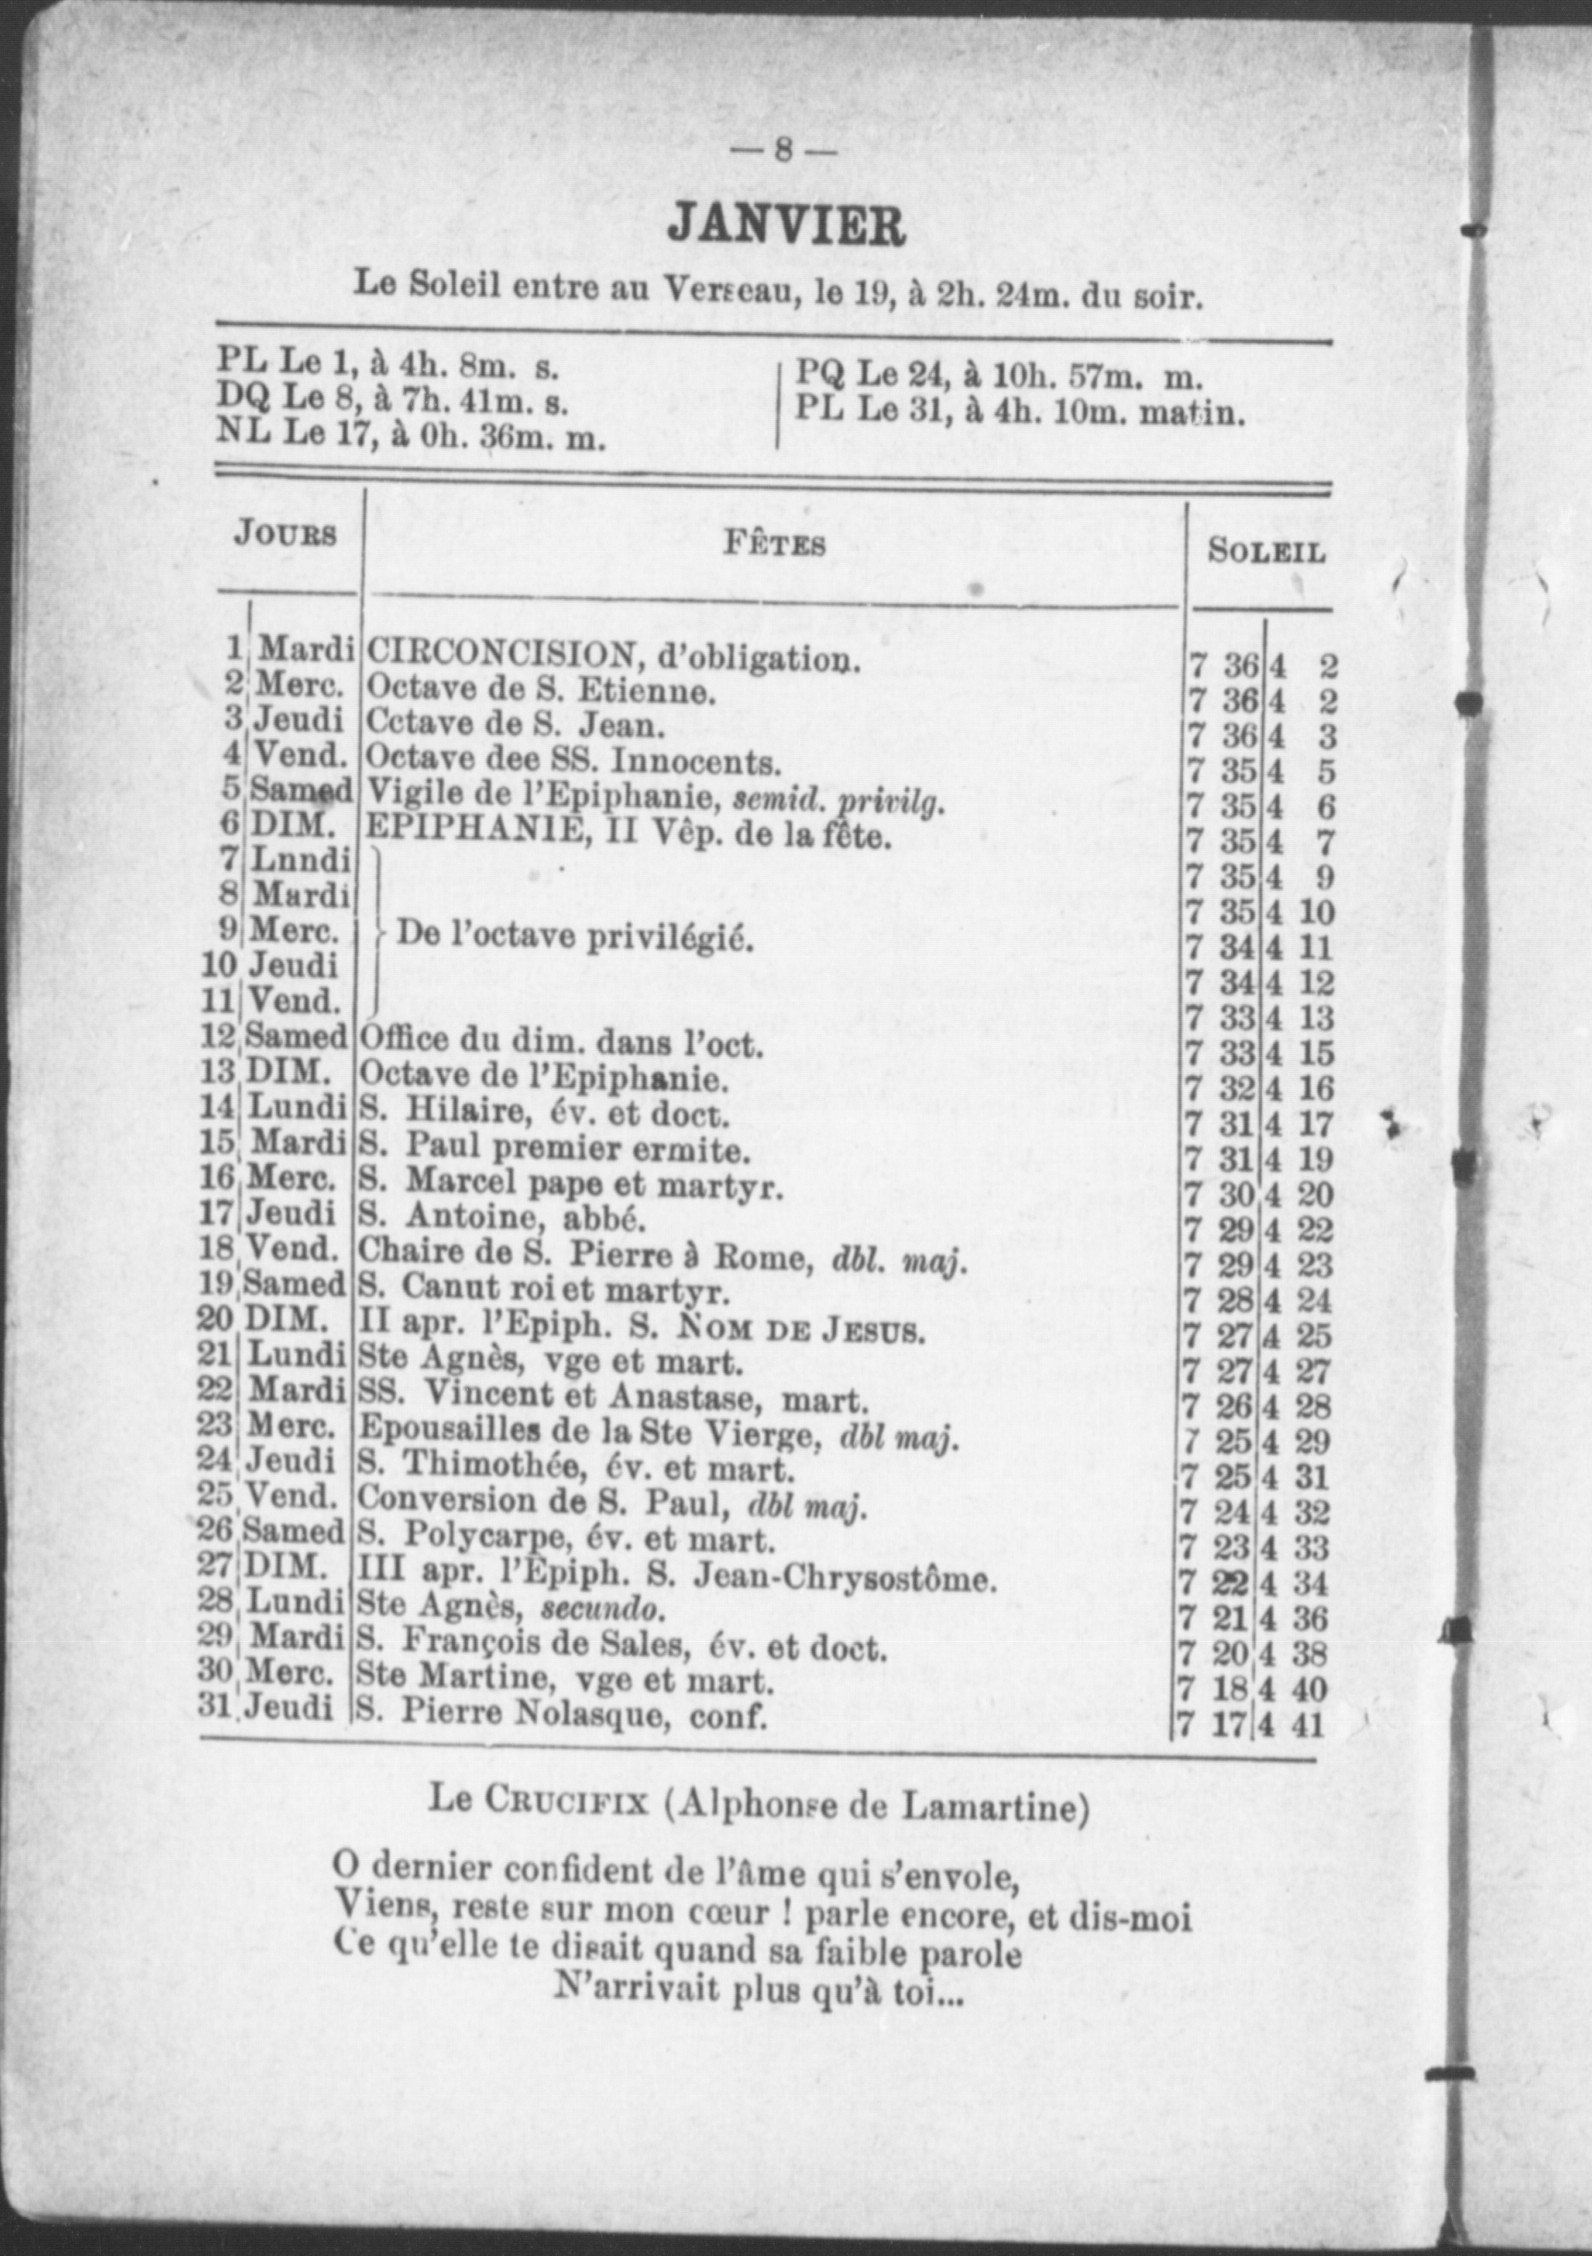 — 8 —
JANVIER
Le Soleil entre au Verseau, le 19, à 2h. 24m. du soir.
PL Le 1, à 4h. 8m. s.
DQ Le 8, à 7h. 41m. s.
NL Le 17, à 0h. 36m. m.
PQ Le 24, à 10h. 57m. m.
PL Le 31, à 4h. 10m. matin.
JOURS FÊTES SOLEIL
1 Mardi CIRCONCISION, d'obligation. 7 36 4 2
2 Merc. Octave de S. Etienne. 7 36 4 2
3 Jeudi Cctave de S. Jean. 7 36 4 3
4 Vend. Octave dee SS. Innocents. 7 35 4 5
5 Samed Vigile de l'Epiphanie, semid. privilg. 7 35 4 6
6 DIM. EPIPHANIE, II Vêp. de la fête. 7 35 4 7
7 Lnndi 7 35 4 9
8 Mardi 7 35 4 10
9 Merc. De l'octave privilégié. 7 34 4 11
10 Jeudi 7 34 4 12
11 Vend. 7 33 4 13
12 Samed Office du dim. dans l'oct. 7 33 4 15
13 DIM. Octave de l'Epiphanie. 7 32 4 16
14 Lundi S. Hilaire, év. et doct. 7 31 4 17
15 Mardi S. Paul premier ermite. 7 31 4 19
16 Merc. S. Marcel pape et martyr. 7 30 4 20
17 Jeudi S. Antoine, abbé. 7 29 4 22
18 Vend. Chaire de S. Pierre à Rome, dbl. maj. 7 29 4 23
19 Samed S. Canut roi et martyr. 7 28 4 24
20 DIM. II apr. l'Epiph. S. NOM DE JESUS. 7 27 4 25
21 Lundi Ste Agnès, vge et mart. 7 27 4 27
22 Mardi SS. Vincent et Anastase, mart. 7 26 4 28
23 Merc. Epousailles de la Ste Vierge, dbl maj. 7 25 4 29
24 Jeudi S. Thimothée, év. et mart. 7 25 4 31
25 Vend. Conversion de S. Paul, dbl maj. 7 24 4 32
26 Samed S. Polycarpe, év. et mart. 7 23 4 33
27 DIM. III apr. l'Epiph. S. Jean-Chrysostôme. 7 22 4 34
28 Lundi Ste Agnès, secundo. 7 21 4 36
29 Mardi S. François de Sales, év. et doct. 7 20 4 38
30 Merc. Ste Martine, vge et mart. 7 18 4 40
31 Jeudi S. Pierre Nolasque, conf. 7 17 4 41
Le CRUCIFIX (Alphonse de Lamartine)
O dernier confident de l'âme qui s'envole,
Viens, reste sur mon cœur ! parle encore, et dis-moi
Ce qu'elle te disait quand sa faible parole
N'arrivait plus qu'à toi...